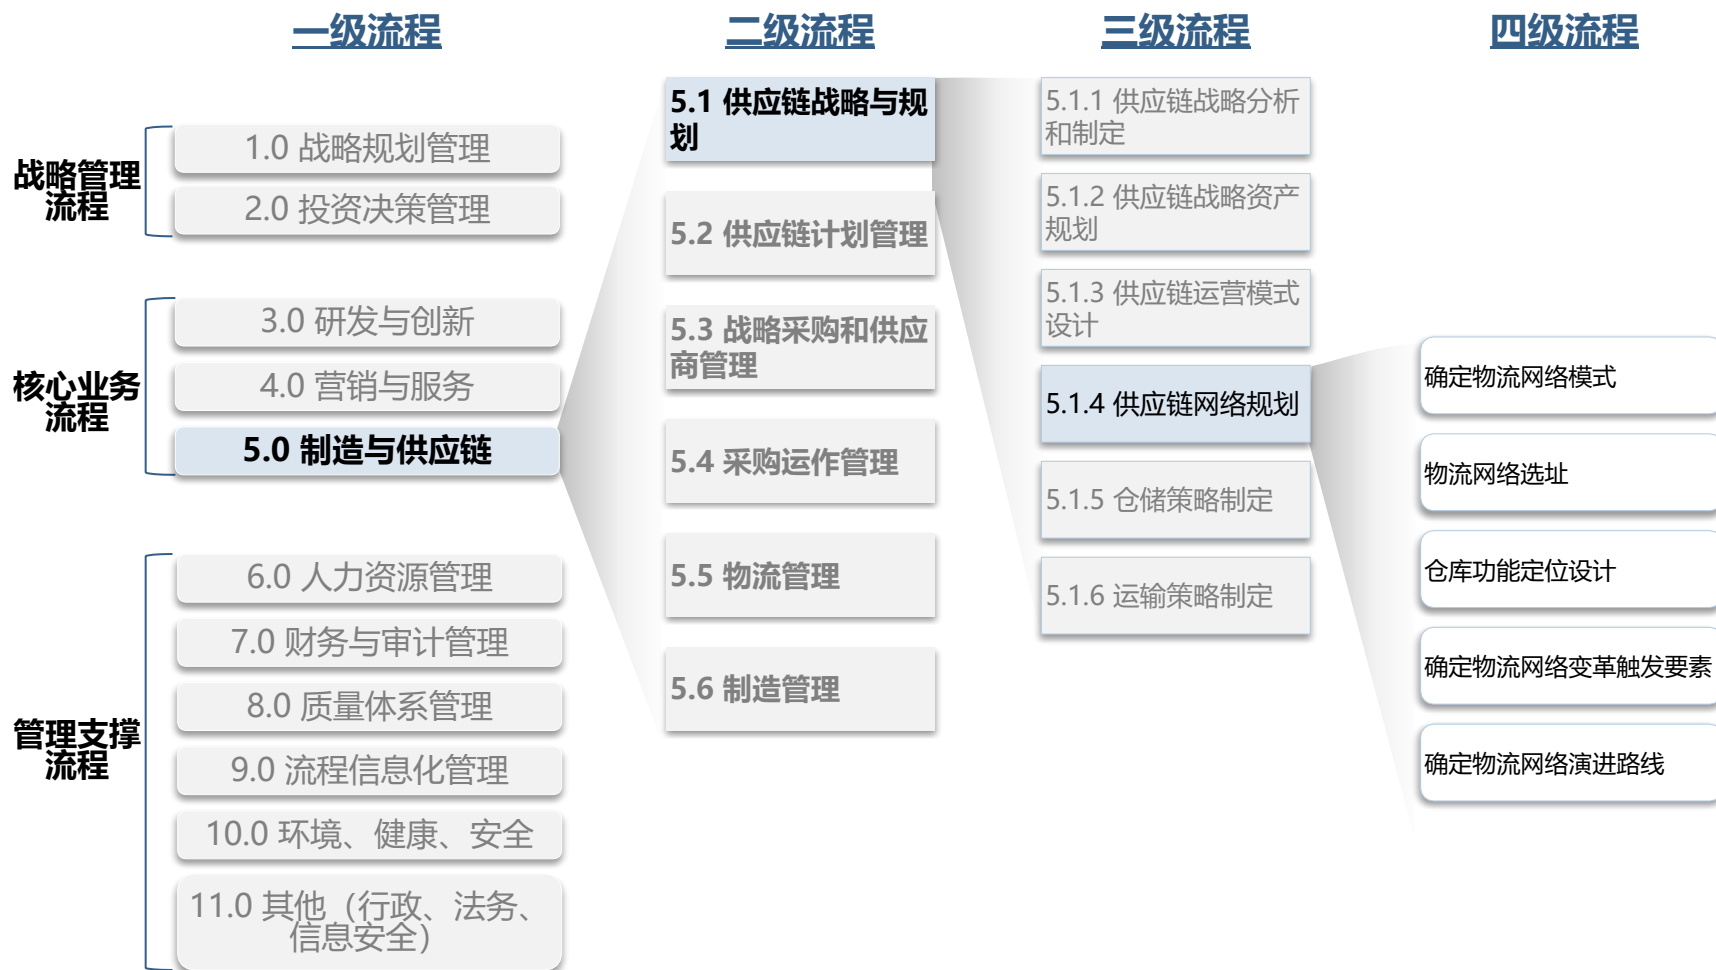 一级流程
二级流程
三级流程
四级流程
战略管理
流程
1.0 战略规划管理
2.0 投资决策管理
核心业务
流程
3.0 研发与创新
4.0 营销与服务
5.0 制造与供应链
管理支撑
流程
6.0 人力资源管理
7.0 财务与审计管理
8.0 质量体系管理
9.0 流程信息化管理
10.0 环境、健康、安全
11.0 其他（行政、法务、
信息安全）
5.1 供应链战略与规
划
5.2 供应链计划管理
5.3 战略采购和供应
商管理
5.4 采购运作管理
5.5 物流管理
5.6 制造管理
5.1.1 供应链战略分析
和制定
5.1.2 供应链战略资产
规划
5.1.3 供应链运营模式
设计
5.1.4 供应链网络规划
5.1.5 仓储策略制定
5.1.6 运输策略制定
确定物流网络模式
物流网络选址
仓库功能定位设计
确定物流网络变革触发要素
确定物流网络演进路线